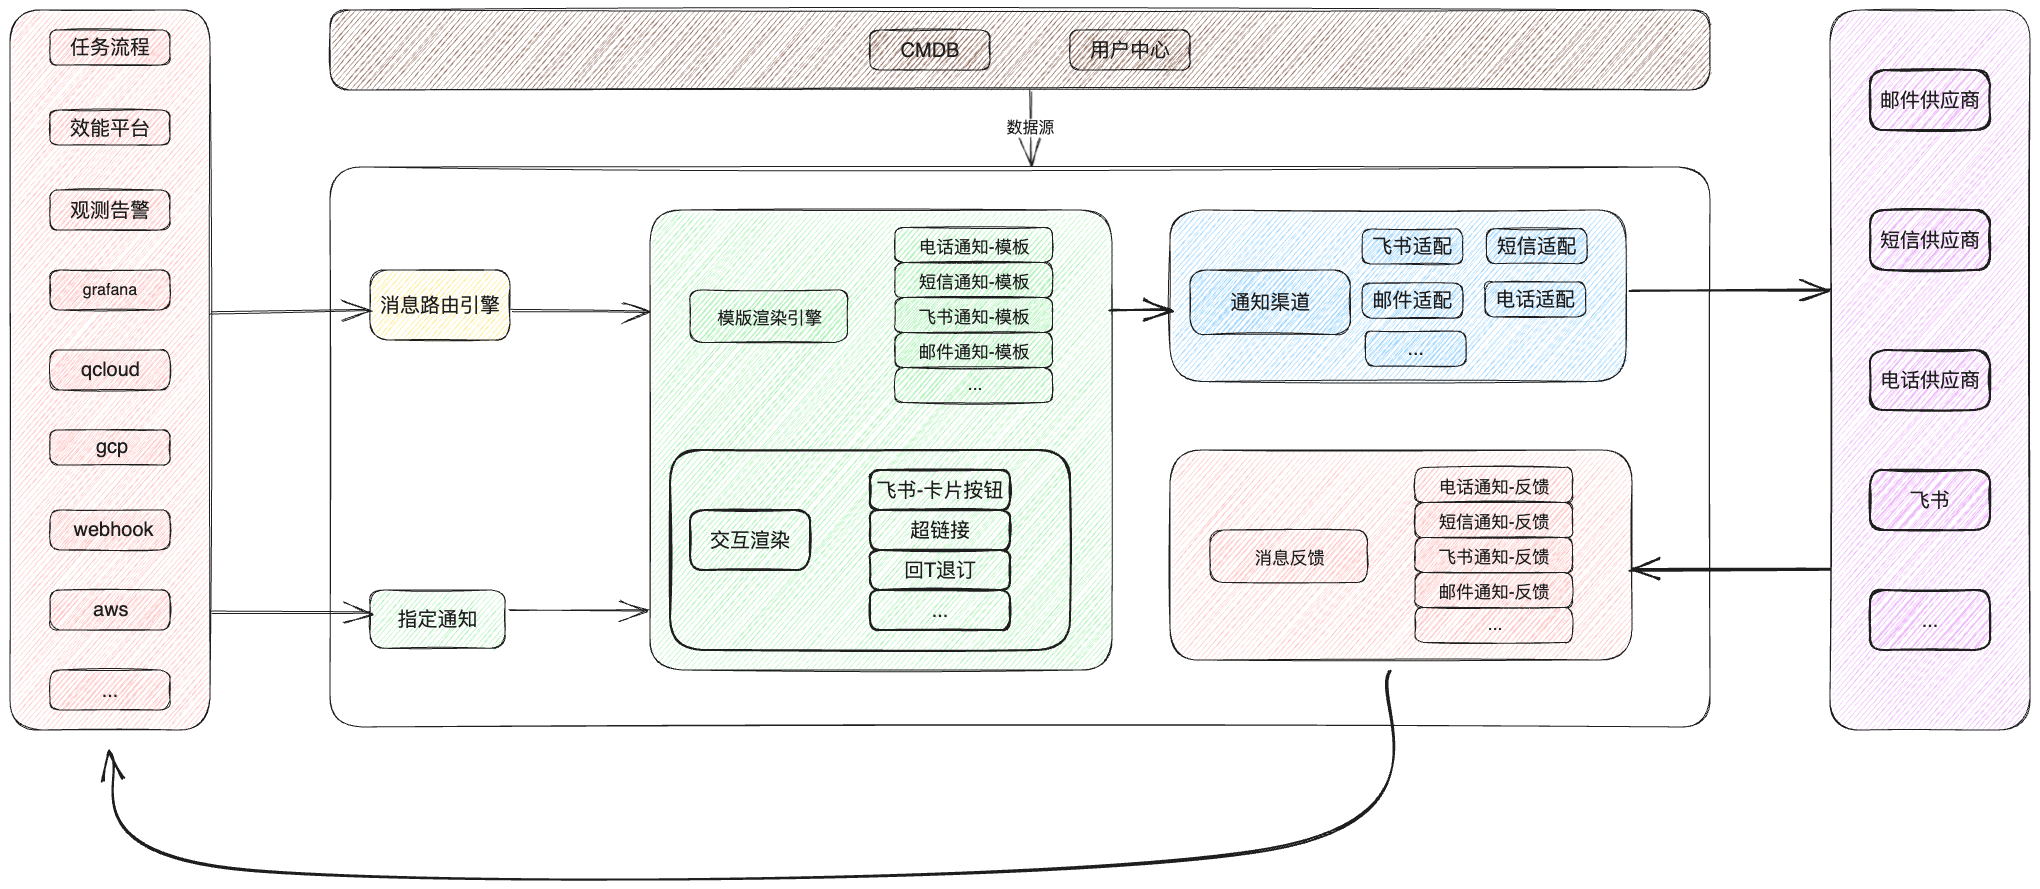 任务流程
效能平台
观测告警
grafana
qcloud
gcp
webhook
aws
...
CMDB
用户中心
数据源
消息路由引擎
指定通知
模版渲染引擎
电话通知-模板
短信通知-模板
飞书通知-模板
邮件通知-模板
...
交互渲染
飞书-卡片按钮
超链接
回T退订
...
通知渠道
飞书适配
短信适配
邮件适配
电话适配
...
消息反馈
电话通知-反馈
短信通知-反馈
飞书通知-反馈
邮件通知-反馈
...
邮件供应商
短信供应商
电话供应商
飞书
...